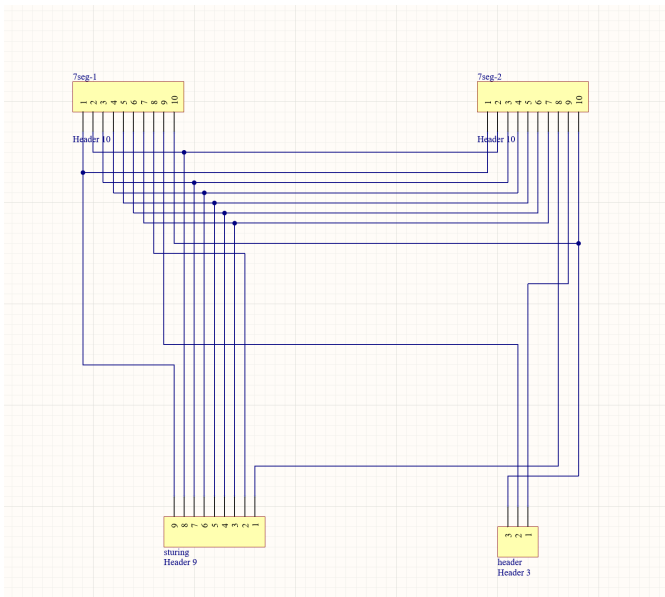 7seg-1
1 2 3 4 5 6 7 8 9 10
Header 10
7seg-2
1 2 3 4 5 6 7 8 9 10
Header 10
9 8 7 6 5 4 3 2 1
sturing
Header 9
3 2 1
header
Header 3